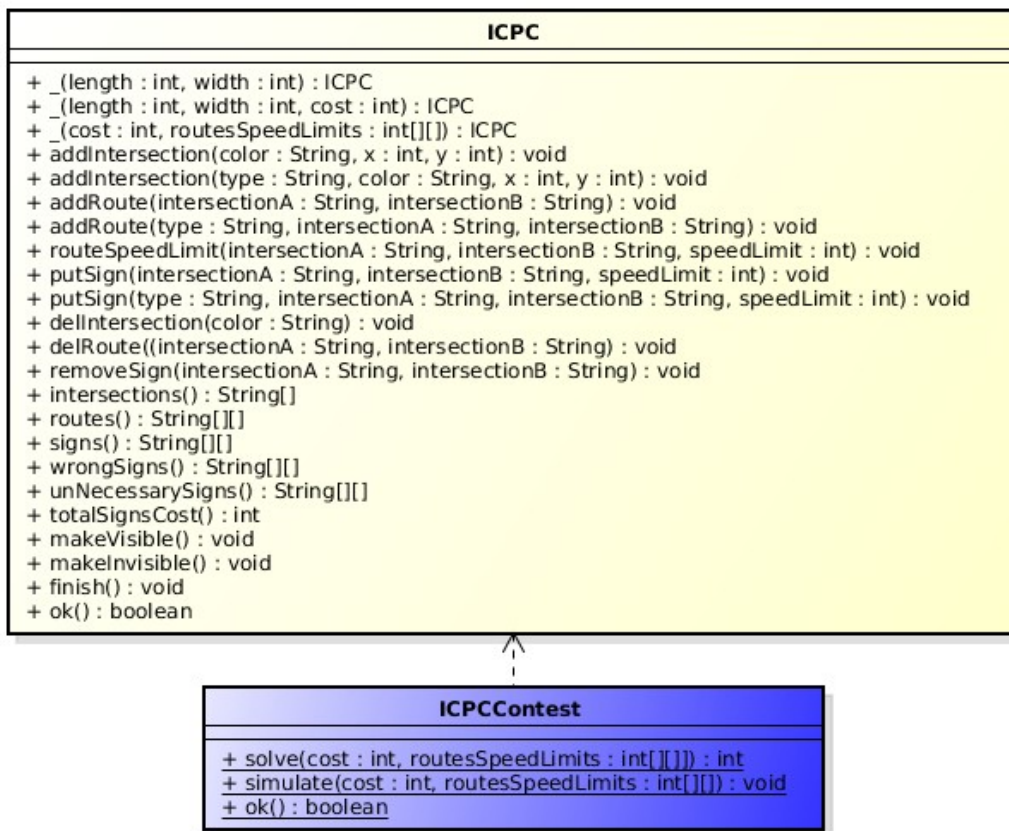 ICPC
+ _(length : int, width : int) : ICPC
+ _(length : int, width : int, cost : int) : ICPC
+ _(cost : int, routesSpeedLimits : int[][]) : ICPC
+ addIntersection(color : String, x : int, y : int) : void
+ addIntersection(type : String, color : String, x : int, y : int) : void
+ addRoute(intersectionA : String, intersectionB : String) : void
+ addRoute(type : String, intersectionA : String, intersectionB : String) : void
+ routeSpeedLimit(intersectionA : String, intersectionB : String, speedLimit : int) : void
+ putSign(intersectionA : String, intersectionB : String, speedLimit : int) : void
+ putSign(type : String, intersectionA : String, intersectionB : String, speedLimit : int) : void
+ delIntersection(color : String) : void
+ delRoute((intersectionA : String, intersectionB : String) : void
+ removeSign(intersectionA : String, intersectionB : String) : void
+ intersections() : String[]
+ routes() : String[][]
+ signs() : String[][]
+ wrongSigns() : String[][]
+ unNecessarySigns() : String[][]
+ totalSignsCost() : int
+ makeVisible() : void
+ makeInvisible() : void
+ finish() : void
+ ok() : boolean
ICPCContest
+ solve(cost : int, routesSpeedLimits : int[][]]) : int
+ simulate(cost : int, routesSpeedLimits : int[][]) : void
+ ok() : boolean